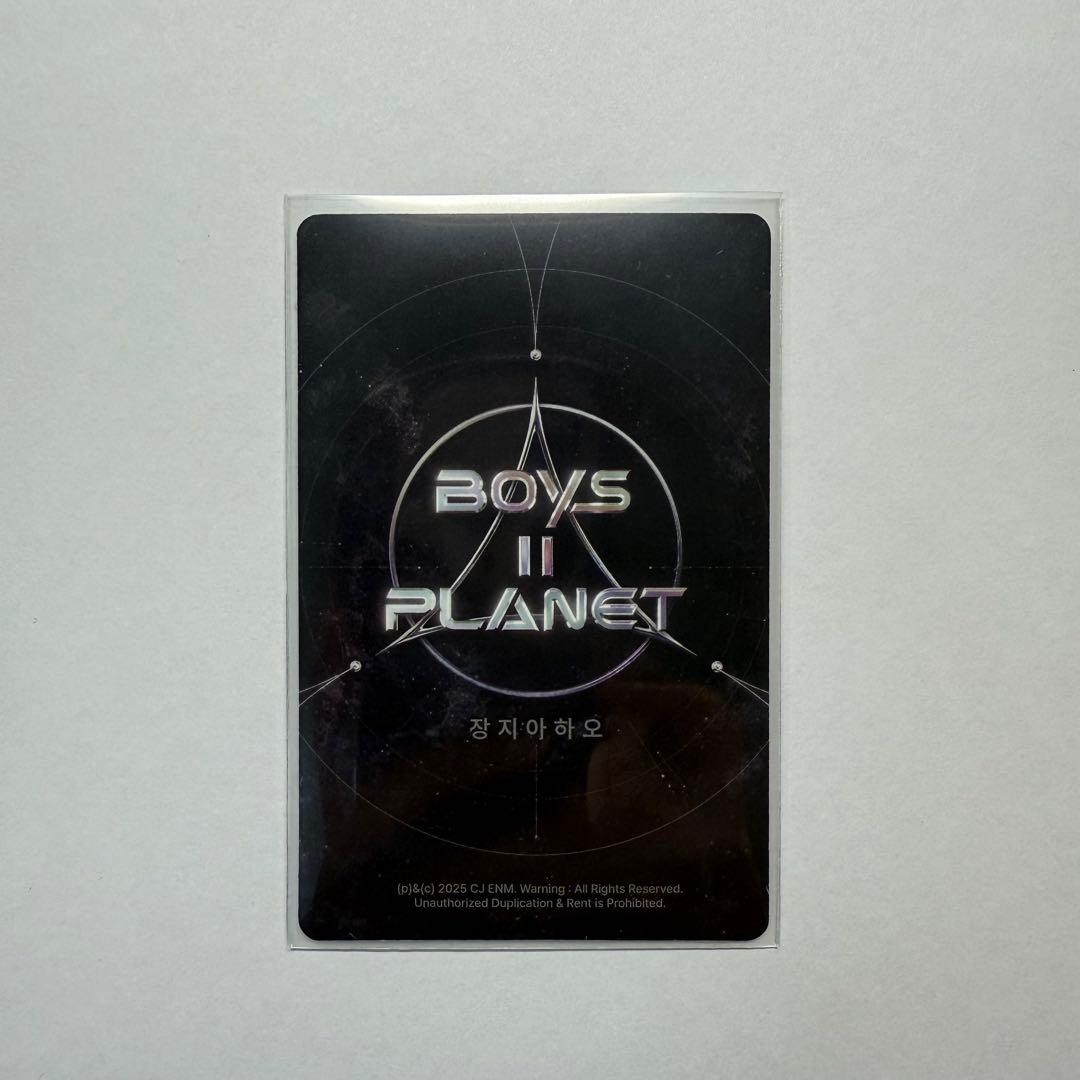 BOYS
II
PLANET
장지아하오
(p)&(c) 2025 CJ ENM. Warning : All Rights Reserved.
Unauthorized Duplication & Rent is Prohibited.